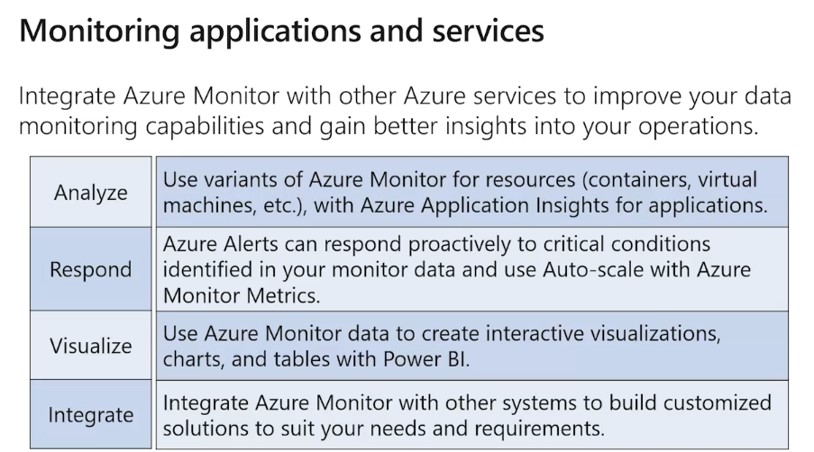 Monitoring applications and services
Integrate Azure Monitor with other Azure services to improve your data
monitoring capabilities and gain better insights into your operations.
Analyze
Use variants of Azure Monitor for resources (containers, virtual
machines, etc.), with Azure Application Insights for applications.
Respond
Azure Alerts can respond proactively to critical conditions
identified in your monitor data and use Auto-scale with Azure
Monitor Metrics.
Visualize
Use Azure Monitor data to create interactive visualizations,
charts, and tables with Power BI.
Integrate
Integrate Azure Monitor with other systems to build customized
solutions to suit your needs and requirements.